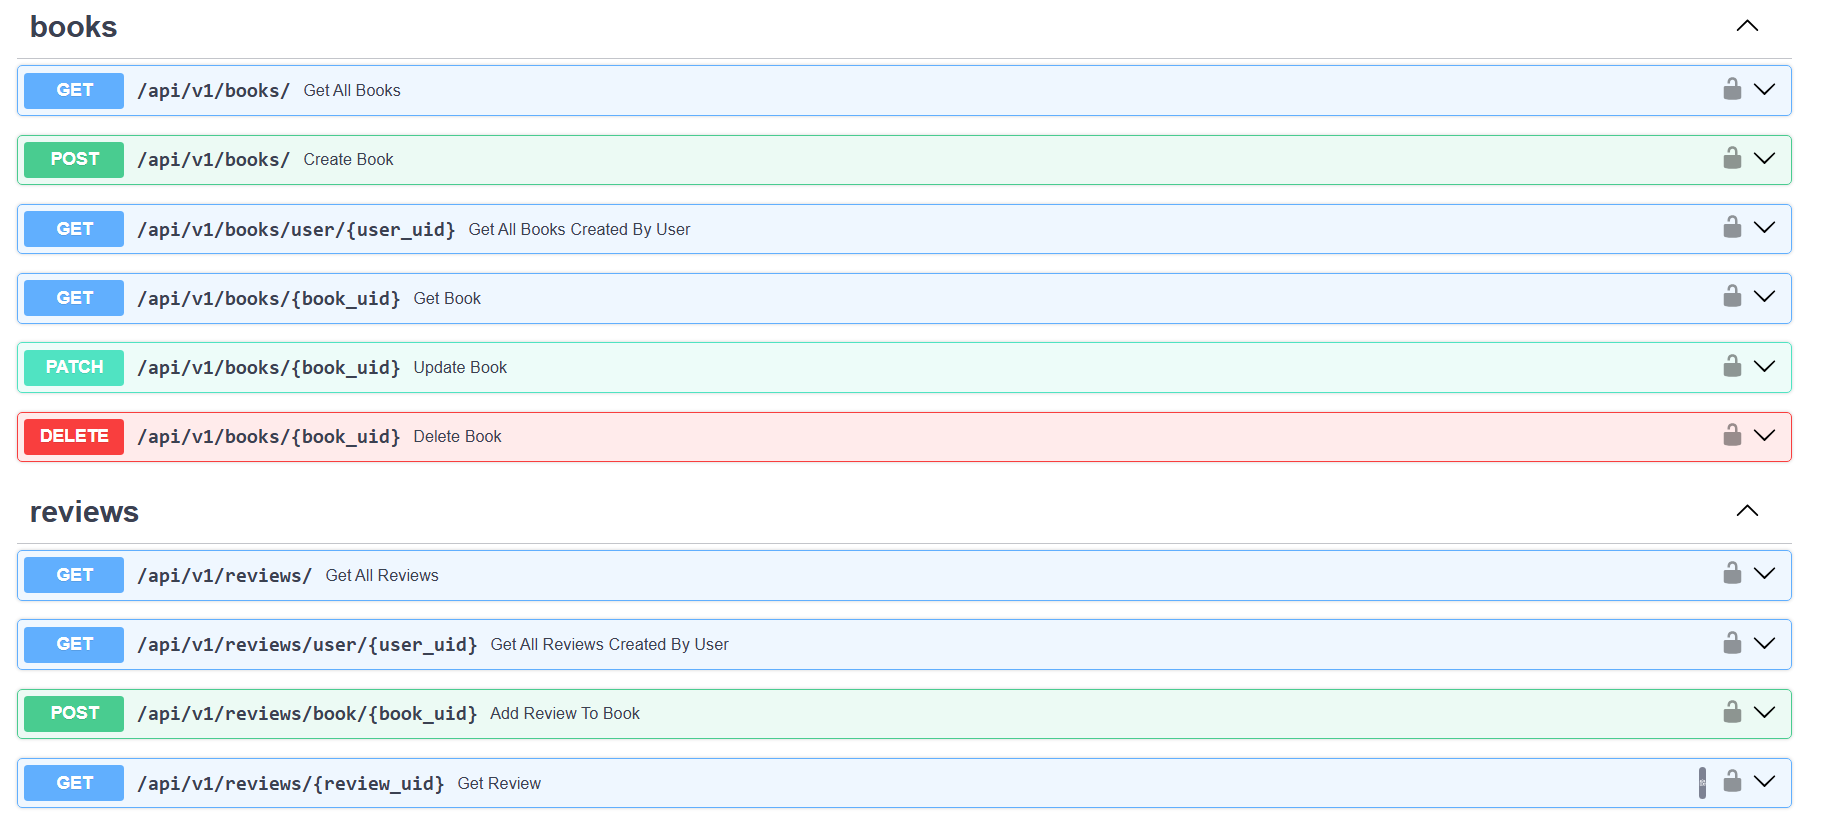 books
GET /api/v1/books/ Get All Books
POST /api/v1/books/ Create Book
GET /api/v1/books/user/{user_uid} Get All Books Created By User
GET /api/v1/books/{book_uid} Get Book
PATCH /api/v1/books/{book_uid} Update Book
DELETE /api/v1/books/{book_uid} Delete Book
reviews
GET /api/v1/reviews/ Get All Reviews
GET /api/v1/reviews/user/{user_uid} Get All Reviews Created By User
POST /api/v1/reviews/book/{book_uid} Add Review To Book
GET /api/v1/reviews/{review_uid} Get Review